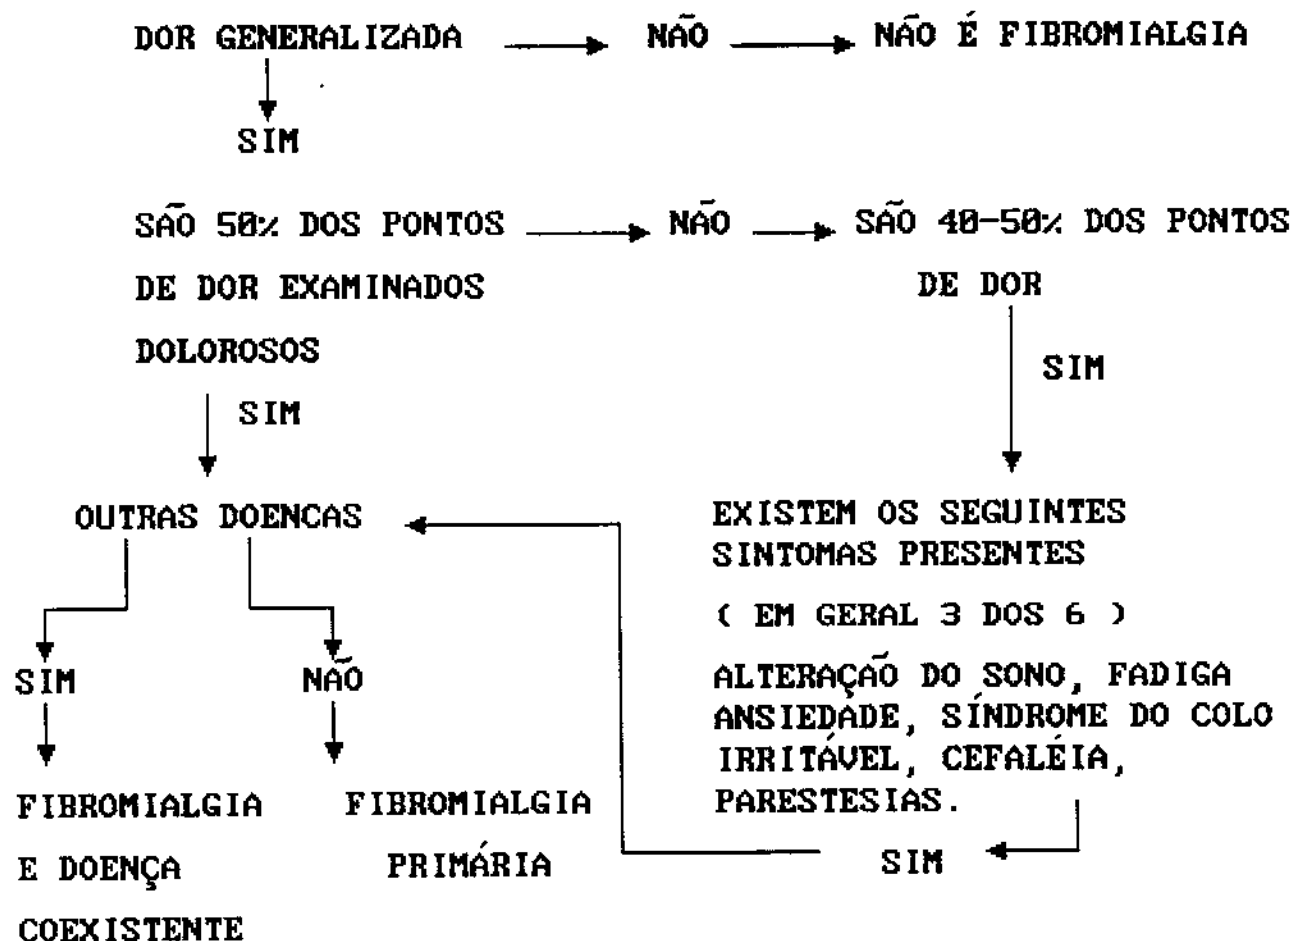 DOR GENERALIZADA NÃO NÃO É FIBROMIALGIA
SIM
SÃO 50% DOS PONTOS NÃO SÃO 40-50% DOS PONTOS
DE DOR EXAMINADOS DE DOR
DOLOROSOS
SIM
SIM
OUTRAS DOENCAS
EXISTEM OS SEGUINTES
SINTOMAS PRESENTES
( EM GERAL 3 DOS 6 )
ALTERAÇÃO DO SONO, FADIGA
ANSIEDADE, SÍNDROME DO COLO
IRRITÁVEL, CEFALÉIA,
PARESTESIAS.
SIM
SIM NÃO
FIBROMIALGIA
E DOENÇA
COEXISTENTE
FIBROMIALGIA
PRIMÁRIA